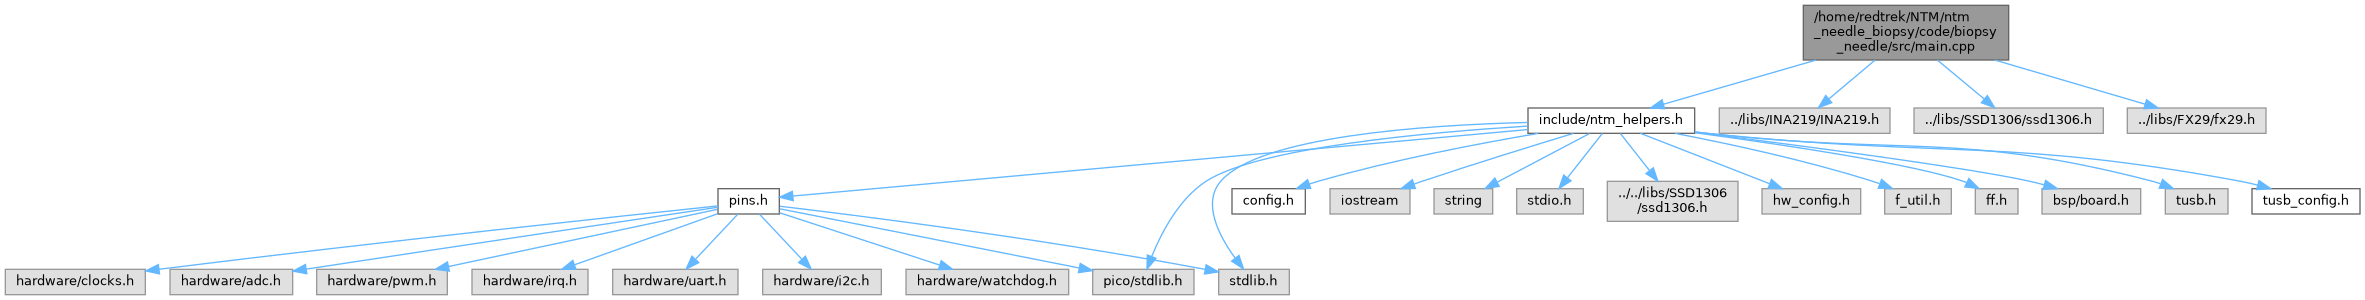 /home/redtrek/NTM/ntm
_needle_biopsy/code/biopsy
_needle/src/main.cpp
include/ntm_helpers.h
../libs/INA219/INA219.h
../libs/SSD1306/ssd1306.h
../libs/FX29/fx29.h
pins.h
config.h
iostream
string
stdio.h
../../libs/SSD1306
/ssd1306.h
hw_config.h
f_util.h
ff.h
bsp/board.h
tusb.h
tusb_config.h
hardware/clocks.h
hardware/adc.h
hardware/pwm.h
hardware/irq.h
hardware/uart.h
hardware/i2c.h
hardware/watchdog.h
pico/stdlib.h
stdlib.h